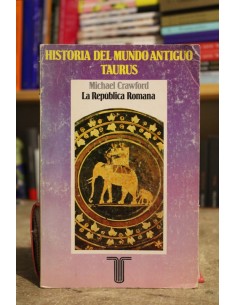 HISTORIA DEL MUNDO ANTIGUO
TAURUS
Michael Crawford
La República Romana